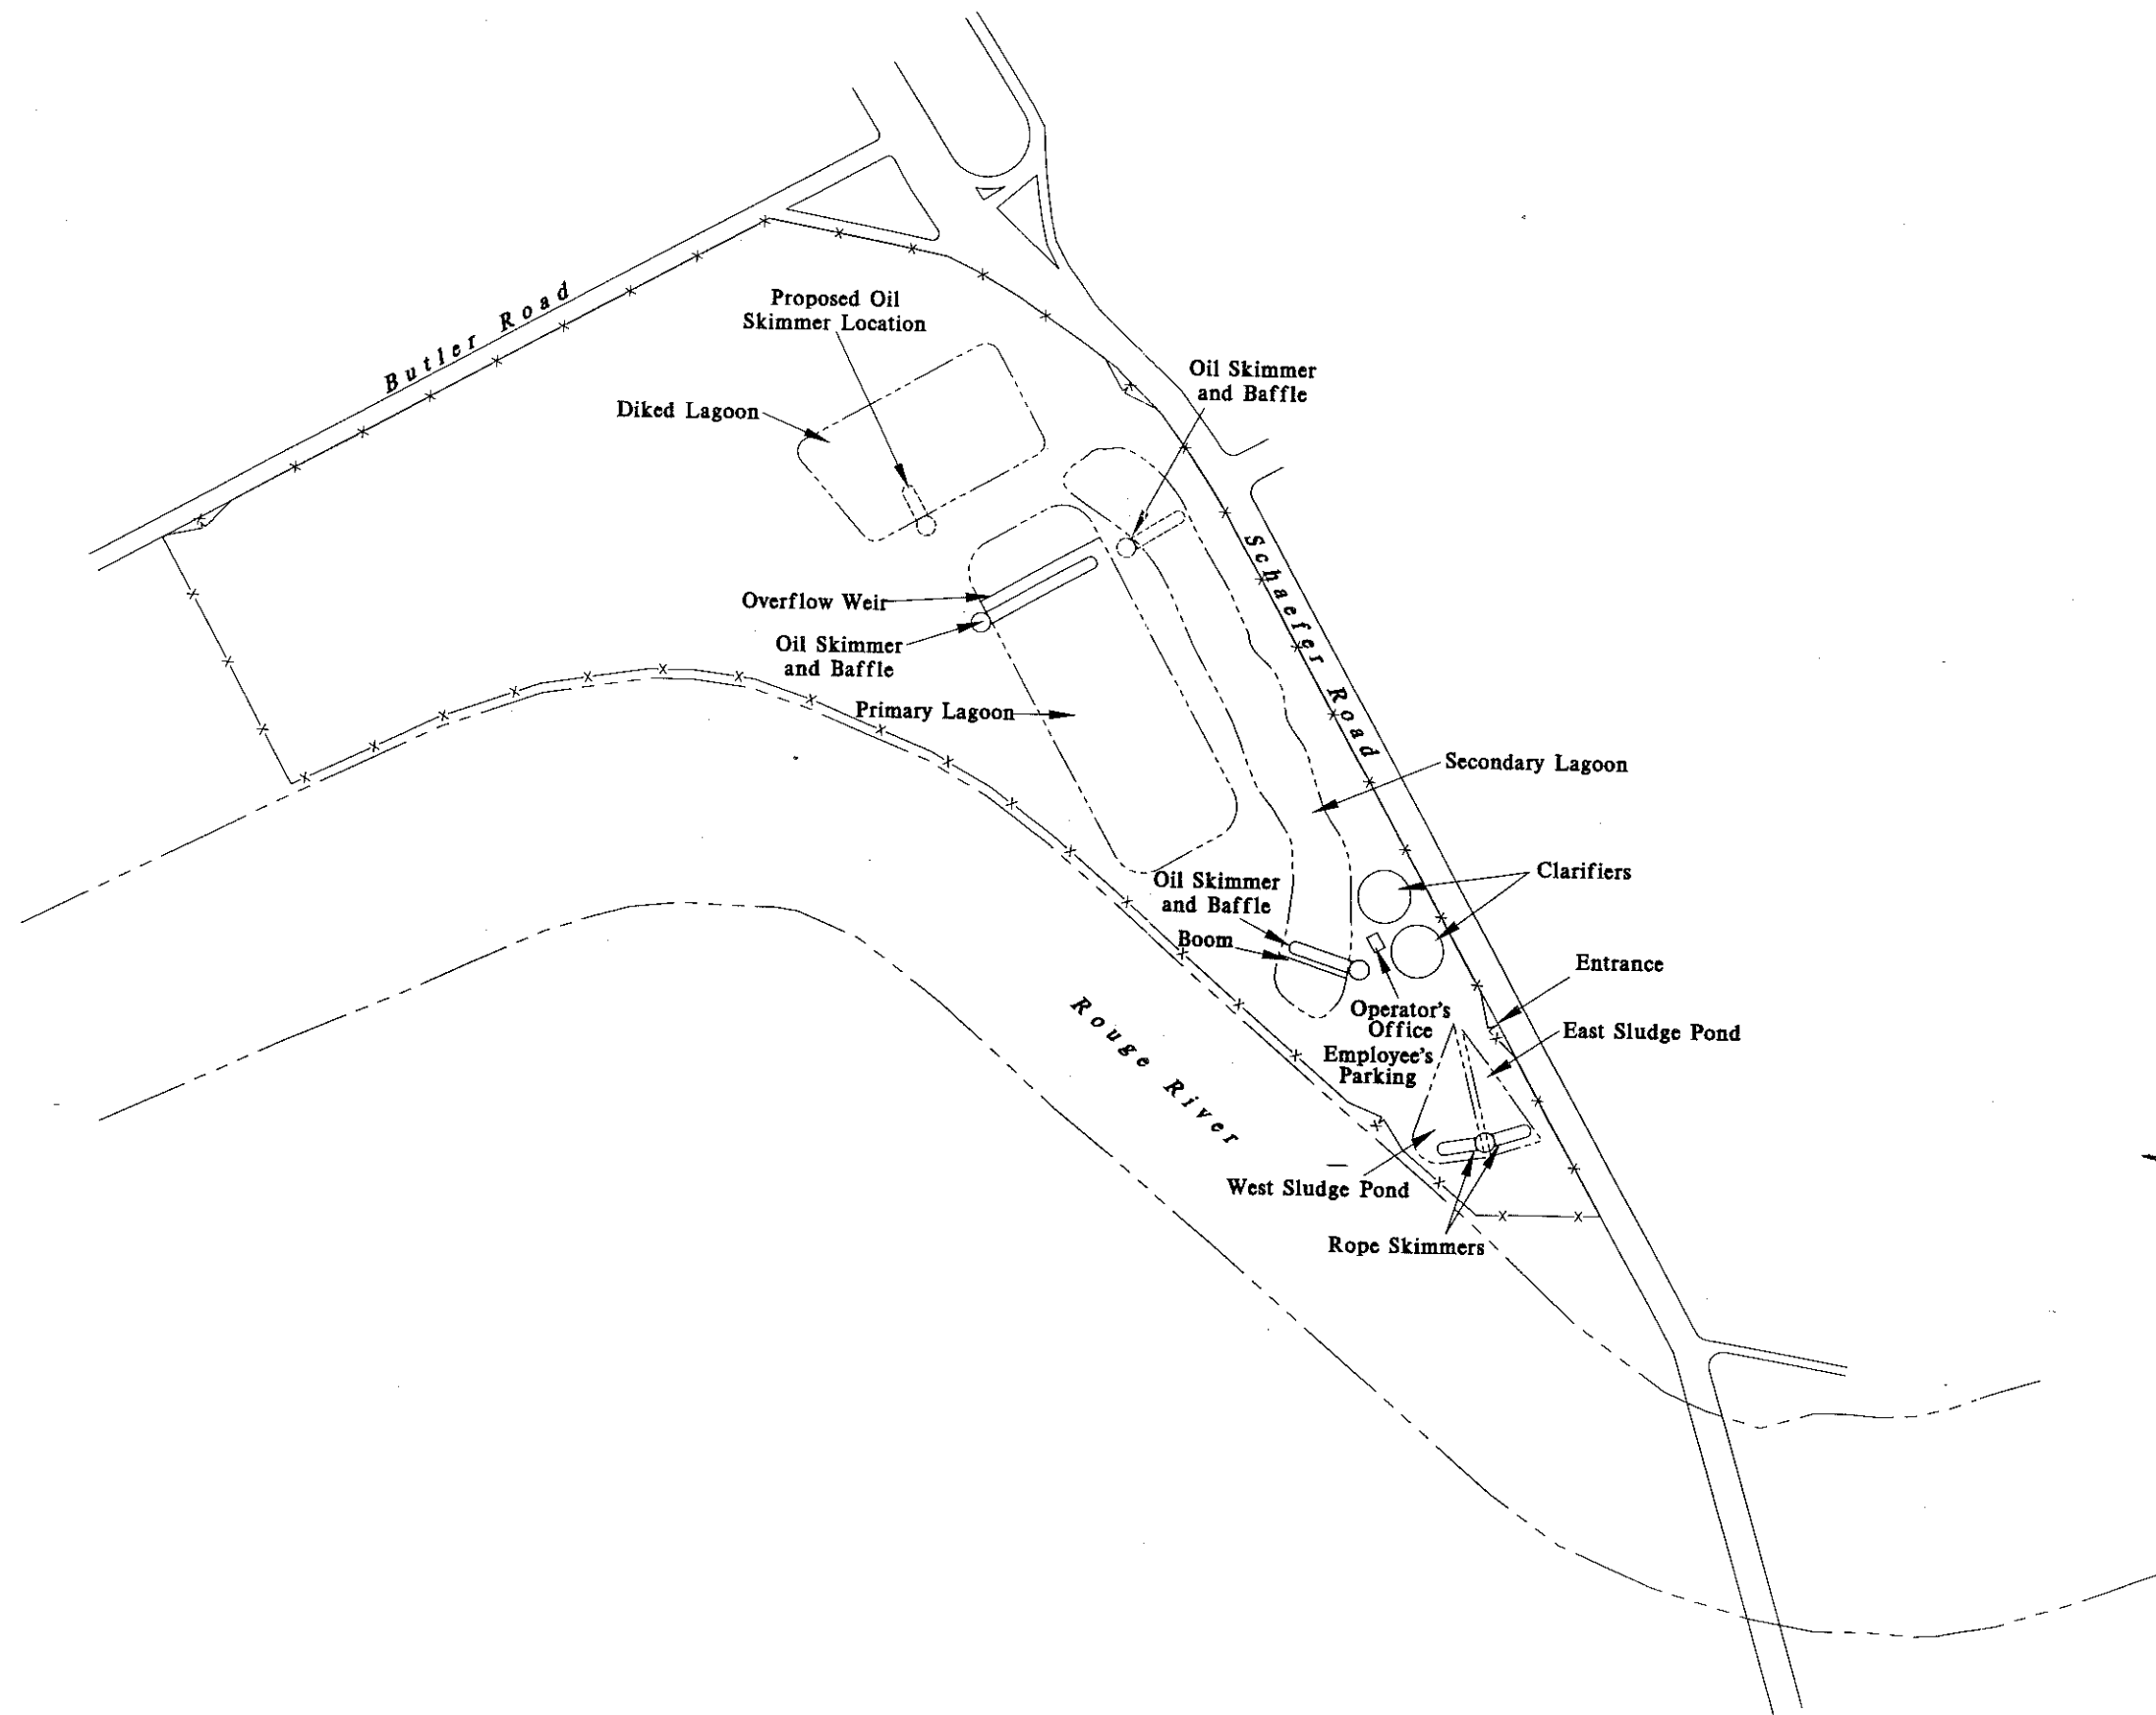 Butler Road
Proposed Oil
Skimmer Location
Diked Lagoon
Oil Skimmer
and Baffle
Schaefer Road
Overflow Weir
Oil Skimmer
and Baffle
Primary Lagoon
Secondary Lagoon
Clarifiers
Oil Skimmer
and Baffle
Boom
Entrance
Operator's
Office
East Sludge Pond
Employee's
Parking
Rouge River
West Sludge Pond
Rope Skimmers